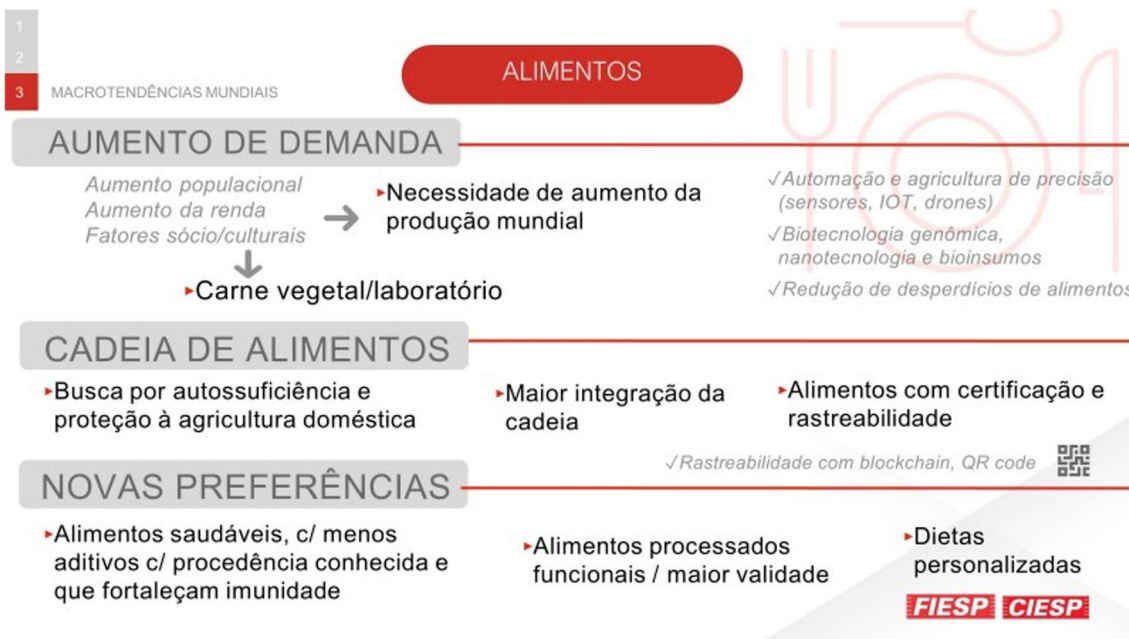 1
2
3
MACROTENDÊNCIAS MUNDIAIS
ALIMENTOS
AUMENTO DE DEMANDA
Aumento populacional
Aumento da renda
Fatores sócio/culturais
▸Necessidade de aumento da
produção mundial
▸Carne vegetal/laboratório
✓Automação e agricultura de precisão
(sensores, IOT, drones)
✓Biotecnologia genômica,
nanotecnologia e bioinsumos
✓Redução de desperdícios de alimentos
CADEIA DE ALIMENTOS
▸Busca por autossuficiência e
proteção à agricultura doméstica
▸Maior integração da
cadeia
▸Alimentos com certificação e
rastreabilidade
✓Rastreabilidade com blockchain, QR code
NOVAS PREFERÊNCIAS
▸Alimentos saudáveis, c/ menos
aditivos c/ procedência conhecida e
que fortaleçam imunidade
▸Alimentos processados
funcionais / maior validade
▸Dietas
personalizadas
FIESP CIESP